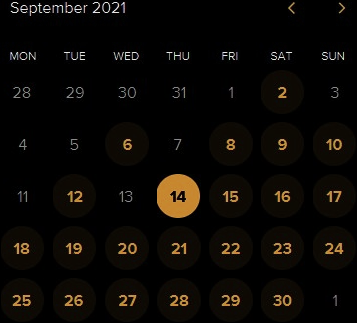 September 2021
MON TUE WED THU FRI SAT SUN
28 29 30 31 1 2 3
4 5 6 7 8 9 10
11 12 13 14 15 16 17
18 19 20 21 22 23 24
25 26 27 28 29 30 1